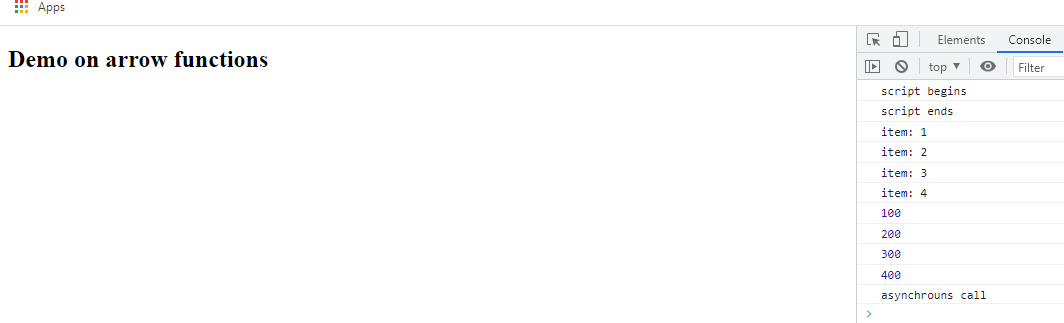 Apps
Demo on arrow functions
Elements Console
top ▼ Filter
script begins
script ends
item: 1
item: 2
item: 3
item: 4
100
200
300
400
asynchrouns call
>